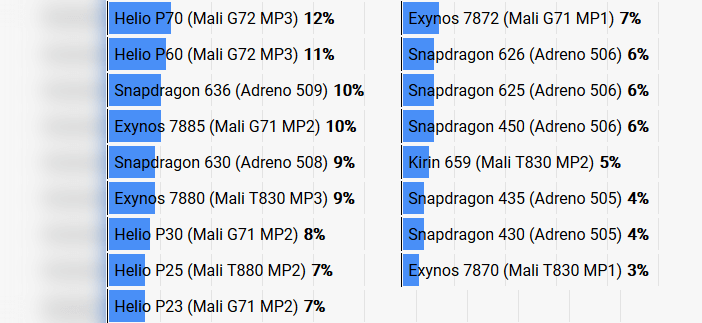 Helio P70 (Mali G72 MP3) 12%
Helio P60 (Mali G72 MP3) 11%
Snapdragon 636 (Adreno 509) 10%
Exynos 7885 (Mali G71 MP2) 10%
Snapdragon 630 (Adreno 508) 9%
Exynos 7880 (Mali T830 MP3) 9%
Helio P30 (Mali G71 MP2) 8%
Helio P25 (Mali T880 MP2) 7%
Helio P23 (Mali G71 MP2) 7%
Exynos 7872 (Mali G71 MP1) 7%
Snapdragon 626 (Adreno 506) 6%
Snapdragon 625 (Adreno 506) 6%
Snapdragon 450 (Adreno 506) 6%
Kirin 659 (Mali T830 MP2) 5%
Snapdragon 435 (Adreno 505) 4%
Snapdragon 430 (Adreno 505) 4%
Exynos 7870 (Mali T830 MP1) 3%